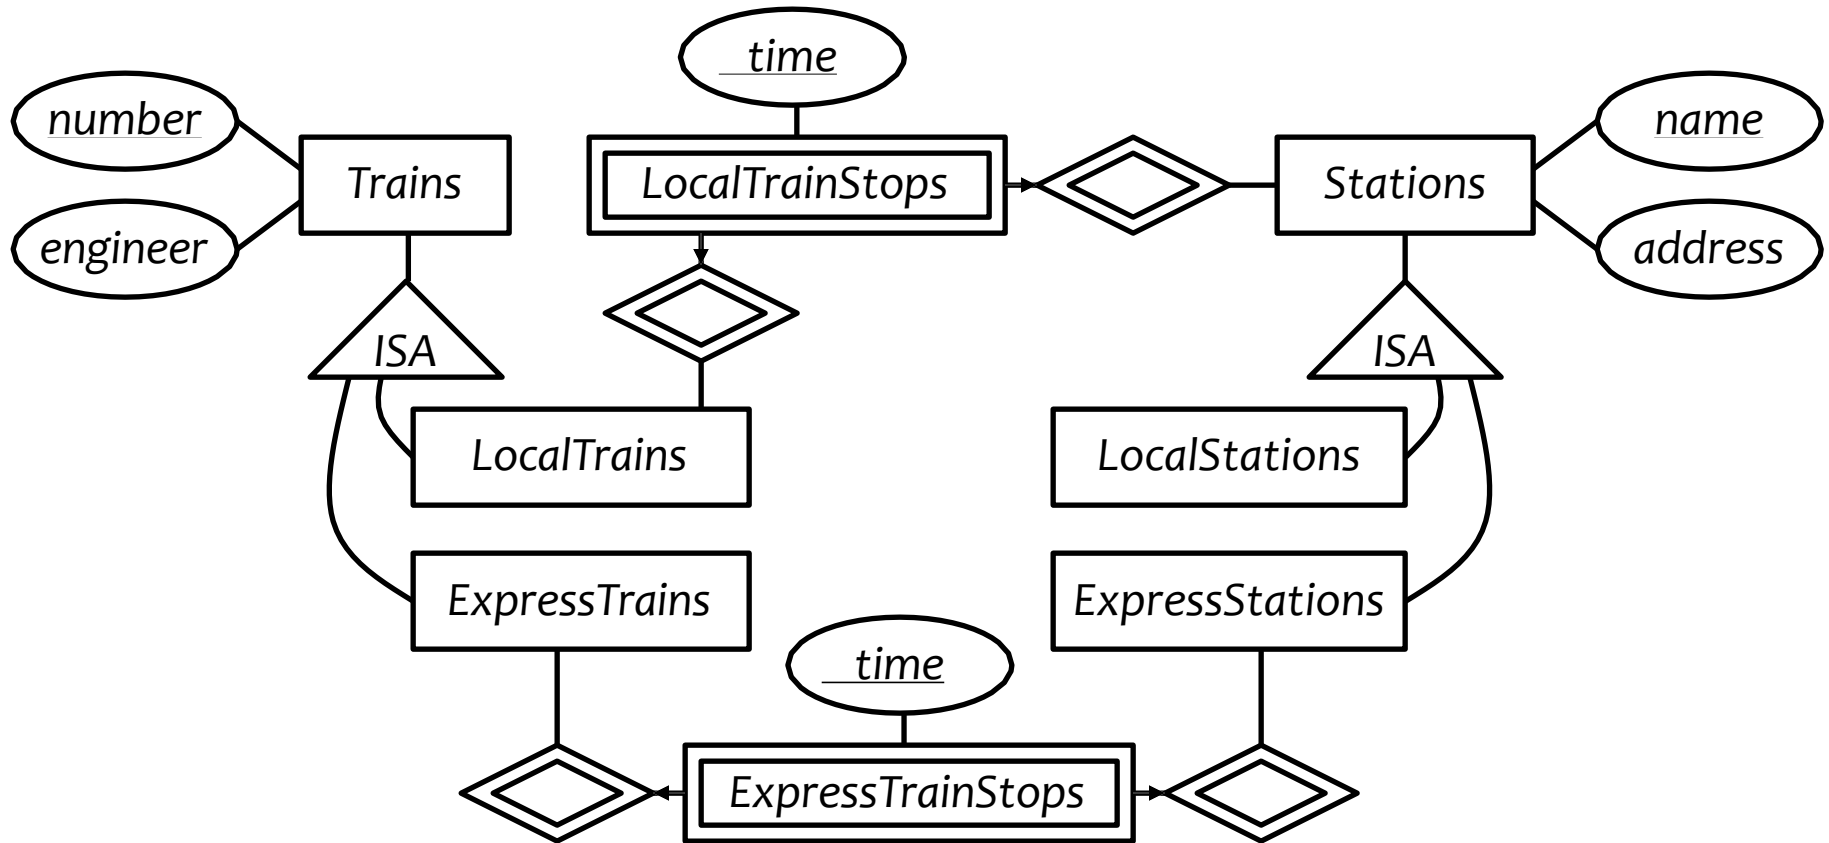 time
number
name
Trains
LocalTrainStops
Stations
engineer
address
ISA
ISA
LocalTrains
LocalStations
ExpressTrains
ExpressStations
time
ExpressTrainStops